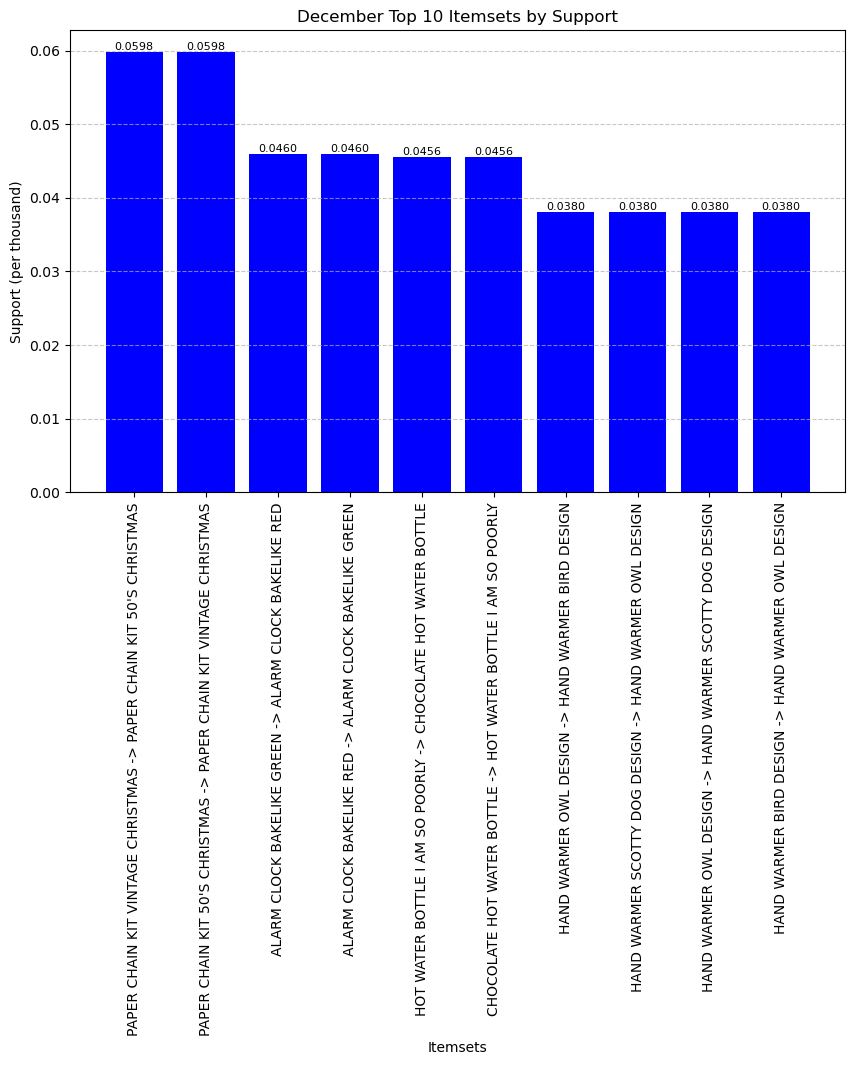 December Top 10 Itemsets by Support
0.06
0.05
0.04
0.03
0.02
0.01
0.00
Support (per thousand)
0.0598
0.0598
0.0460
0.0460
0.0456
0.0456
0.0380
0.0380
0.0380
0.0380
PAPER CHAIN KIT VINTAGE CHRISTMAS -> PAPER CHAIN KIT 50'S CHRISTMAS
PAPER CHAIN KIT 50'S CHRISTMAS -> PAPER CHAIN KIT VINTAGE CHRISTMAS
ALARM CLOCK BAKELIKE GREEN -> ALARM CLOCK BAKELIKE RED
ALARM CLOCK BAKELIKE RED -> ALARM CLOCK BAKELIKE GREEN
HOT WATER BOTTLE I AM SO POORLY -> CHOCOLATE HOT WATER BOTTLE
CHOCOLATE HOT WATER BOTTLE -> HOT WATER BOTTLE I AM SO POORLY
HAND WARMER OWL DESIGN -> HAND WARMER BIRD DESIGN
HAND WARMER SCOTTY DOG DESIGN -> HAND WARMER OWL DESIGN
HAND WARMER OWL DESIGN -> HAND WARMER SCOTTY DOG DESIGN
HAND WARMER BIRD DESIGN -> HAND WARMER OWL DESIGN
Itemsets